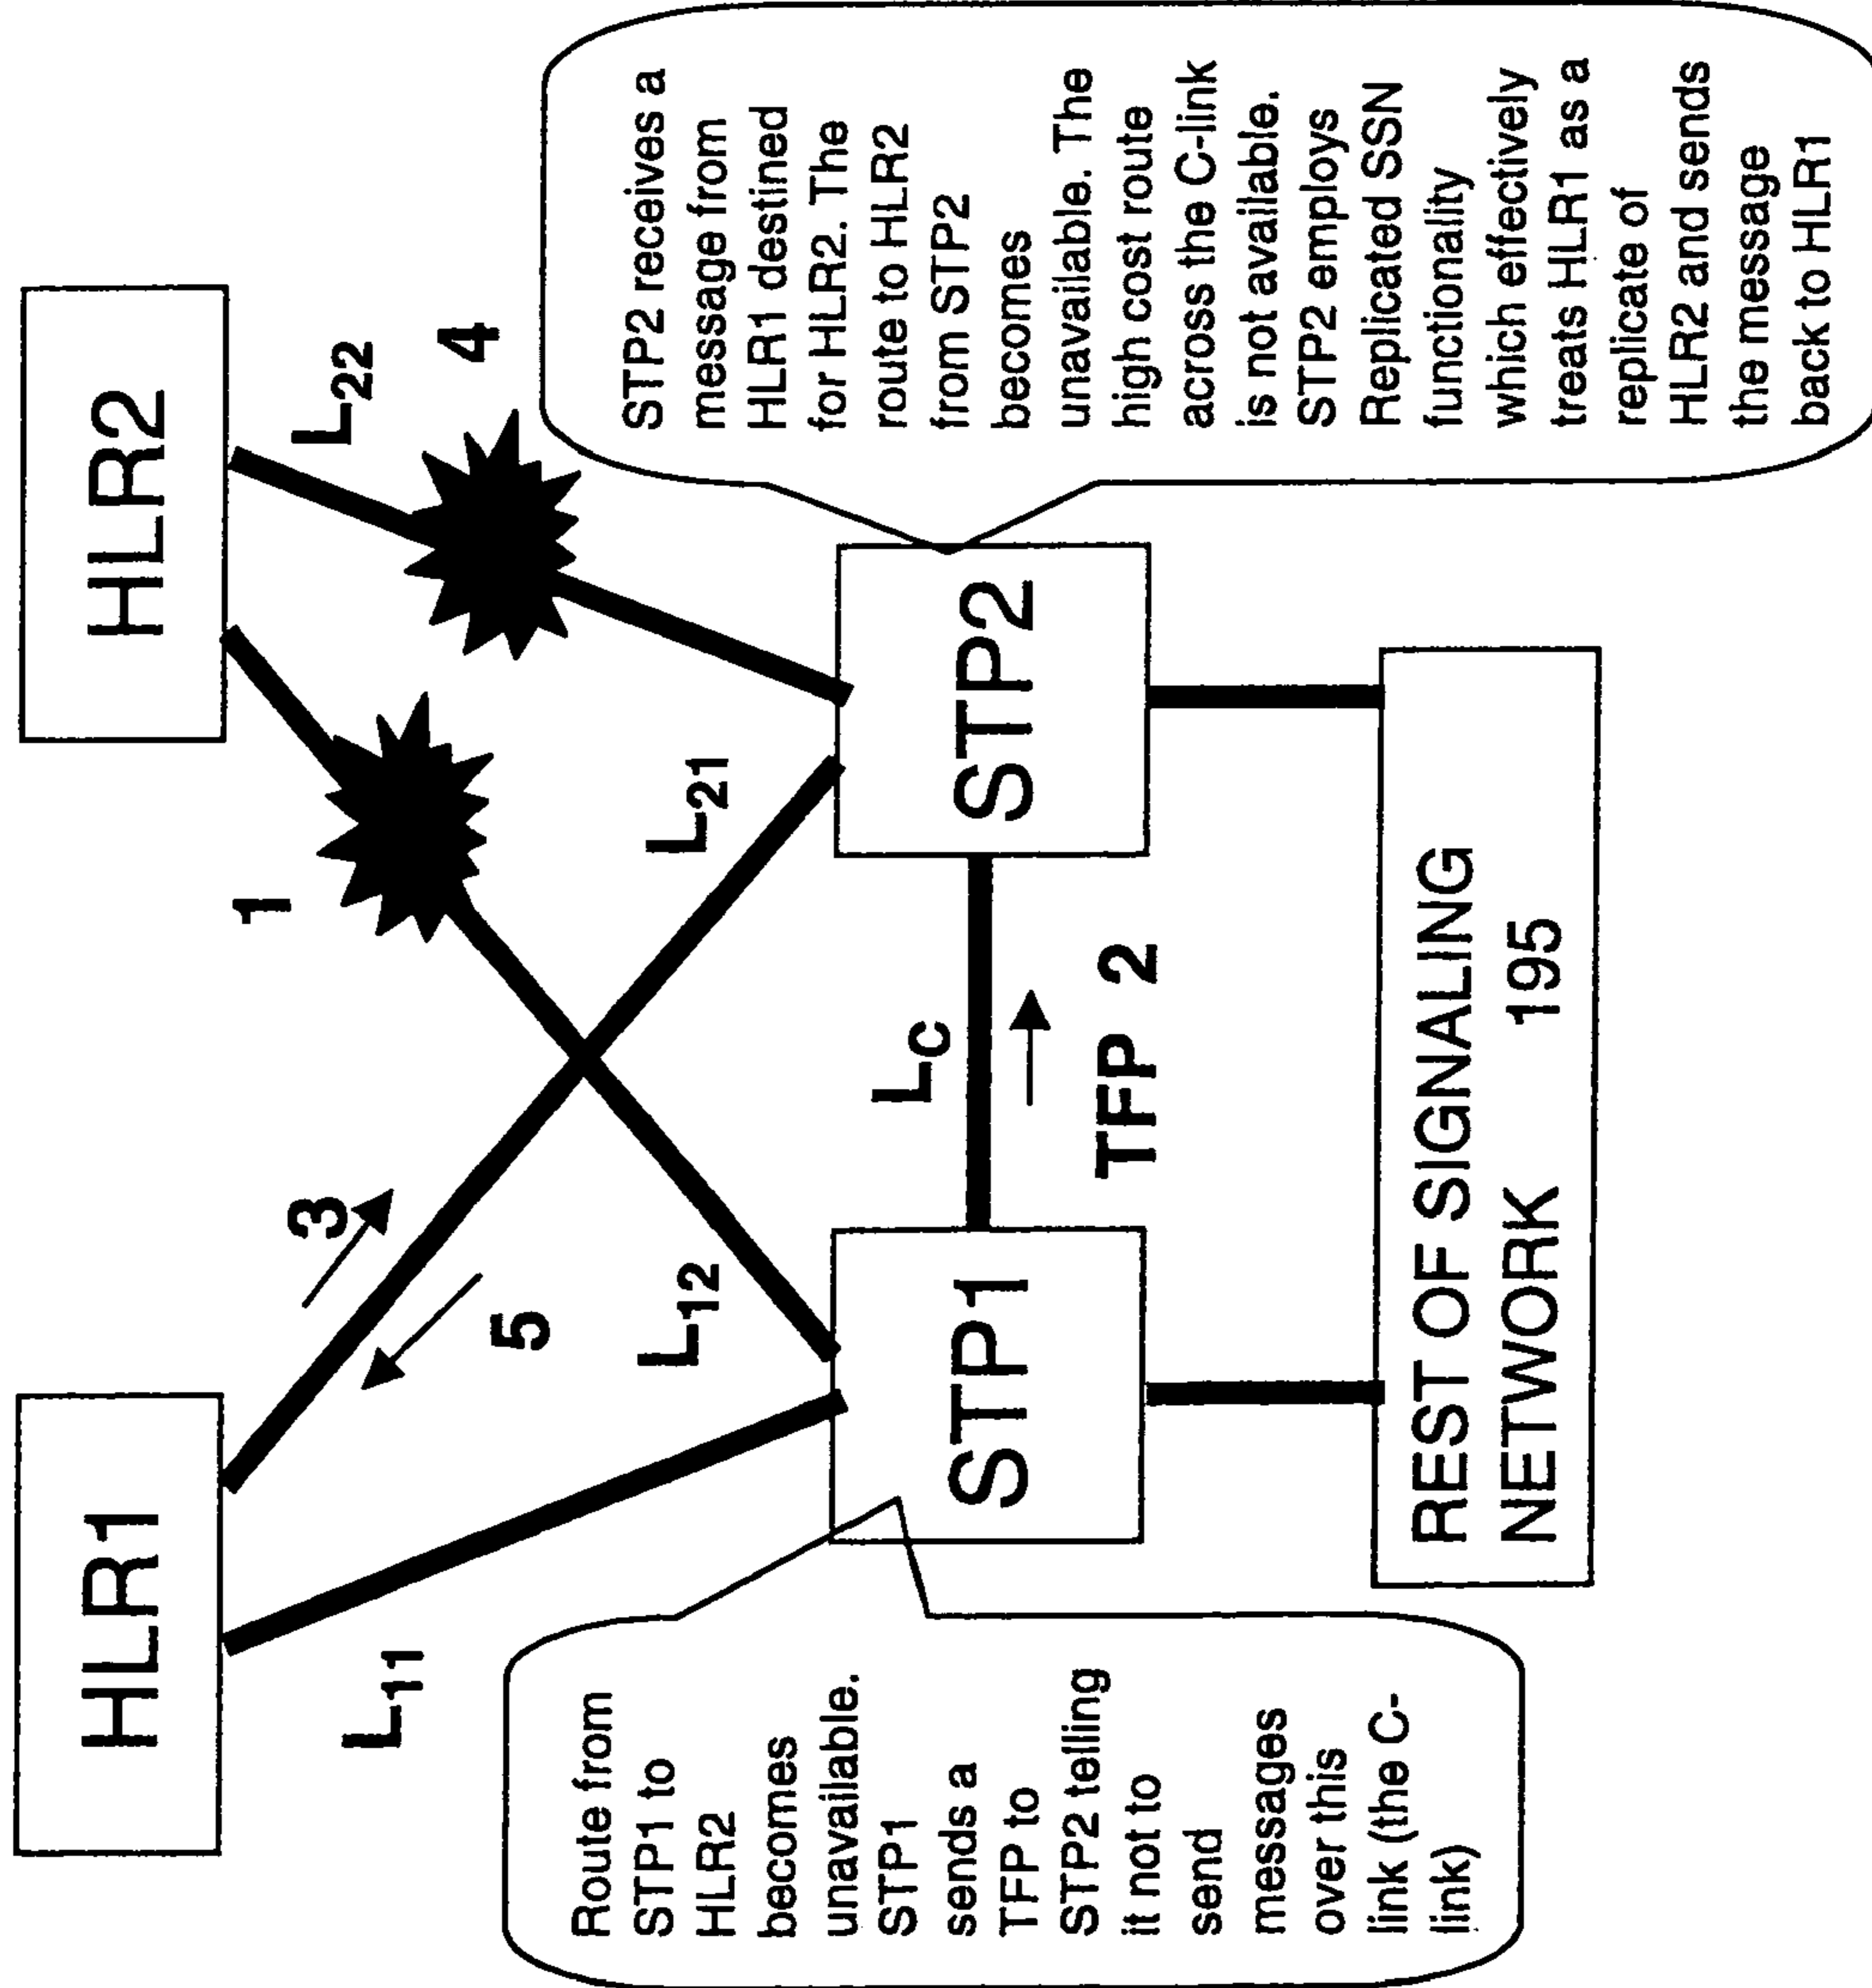 HLR1
HLR2
L11
3
5
1
L22
4
L12
L21
STP1
STP2
LC
TFP 2
REST OF SIGNALING
NETWORK 195
Route from
STP1 to
HLR2
becomes
unavailable.
STP1
sends a
TFP to
STP2 telling
it not to
send
messages
over this
link (the C-
link)
STP2 receives a
message from
HLR1 destined
for HLR2. The
route to HLR2
from STP2
becomes
unavailable. The
high cost route
across the C-link
is not available.
STP2 employs
Replicated SSN
functionality
which effectively
treats HLR1 as a
replicate of
HLR2 and sends
the message
back to HLR1